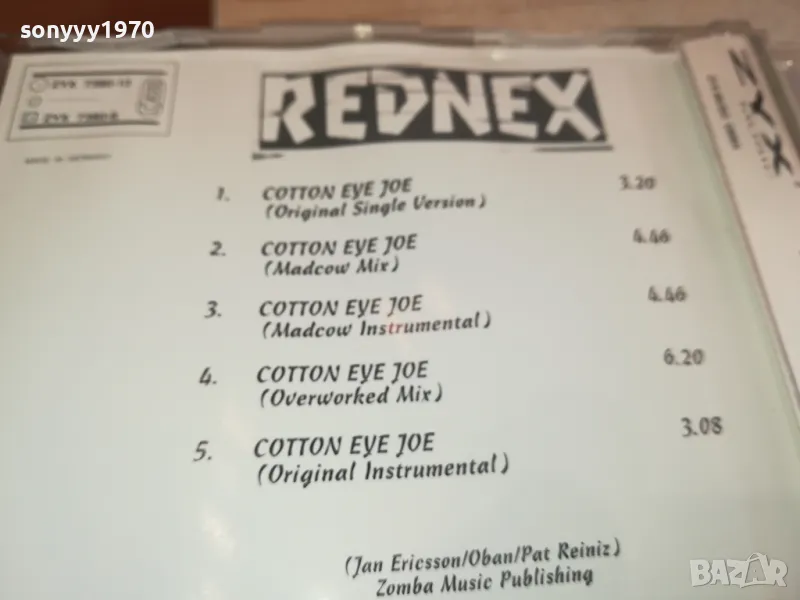 sonyyy1970
ZYX
REDNEX
1. COTTON EYE JOE 3.20
(Original Single Version)
2. COTTON EYE JOE 4.46
(Madcow Mix)
3. COTTON EYE JOE 4.46
(Madcow Instrumental)
4. COTTON EYE JOE 6.20
(Overworked Mix)
5. COTTON EYE JOE 3.08
(Original Instrumental)
(Jan Ericsson/Oban/Pat Reiniz)
Zomba Music Publishing
BAZAR